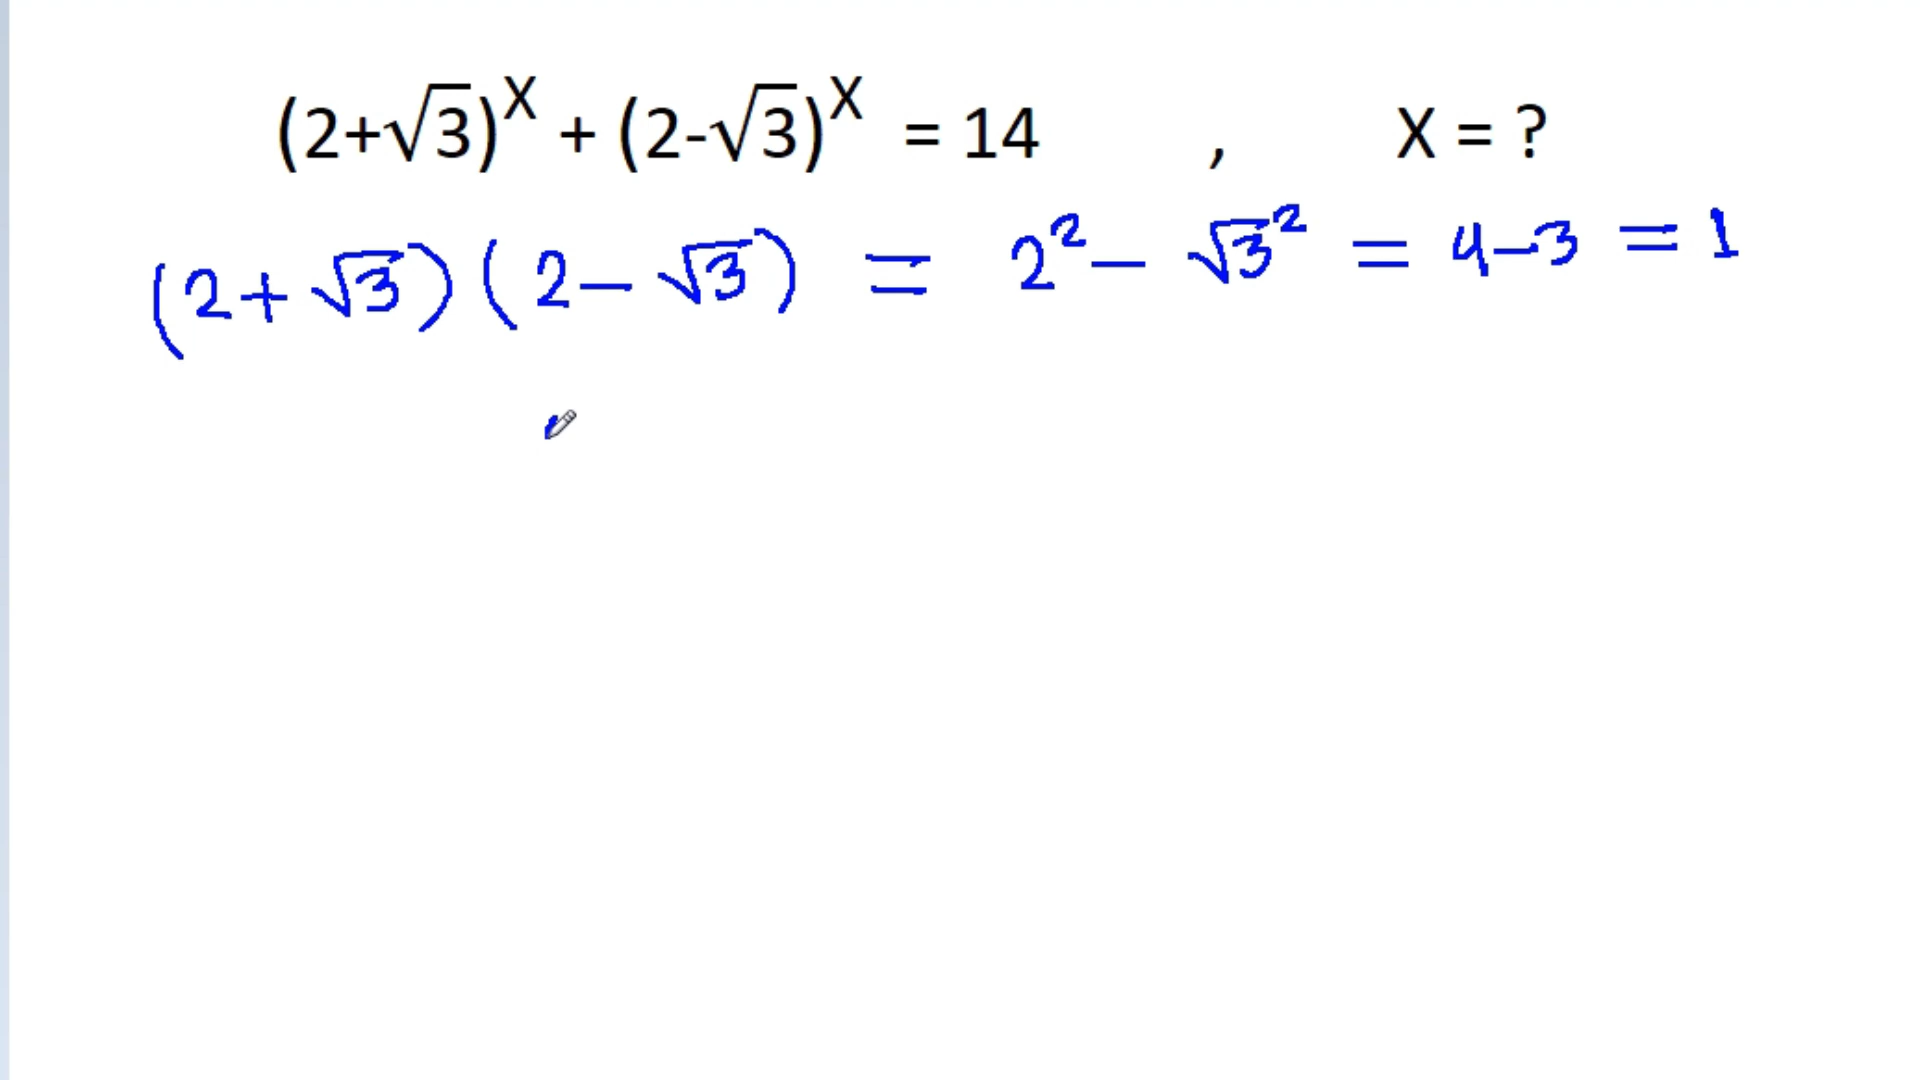 (2+√3)^X + (2-√3)^X = 14 , X = ?
(2+√3)(2-√3) = 2² - √3² = 4-3 = 1